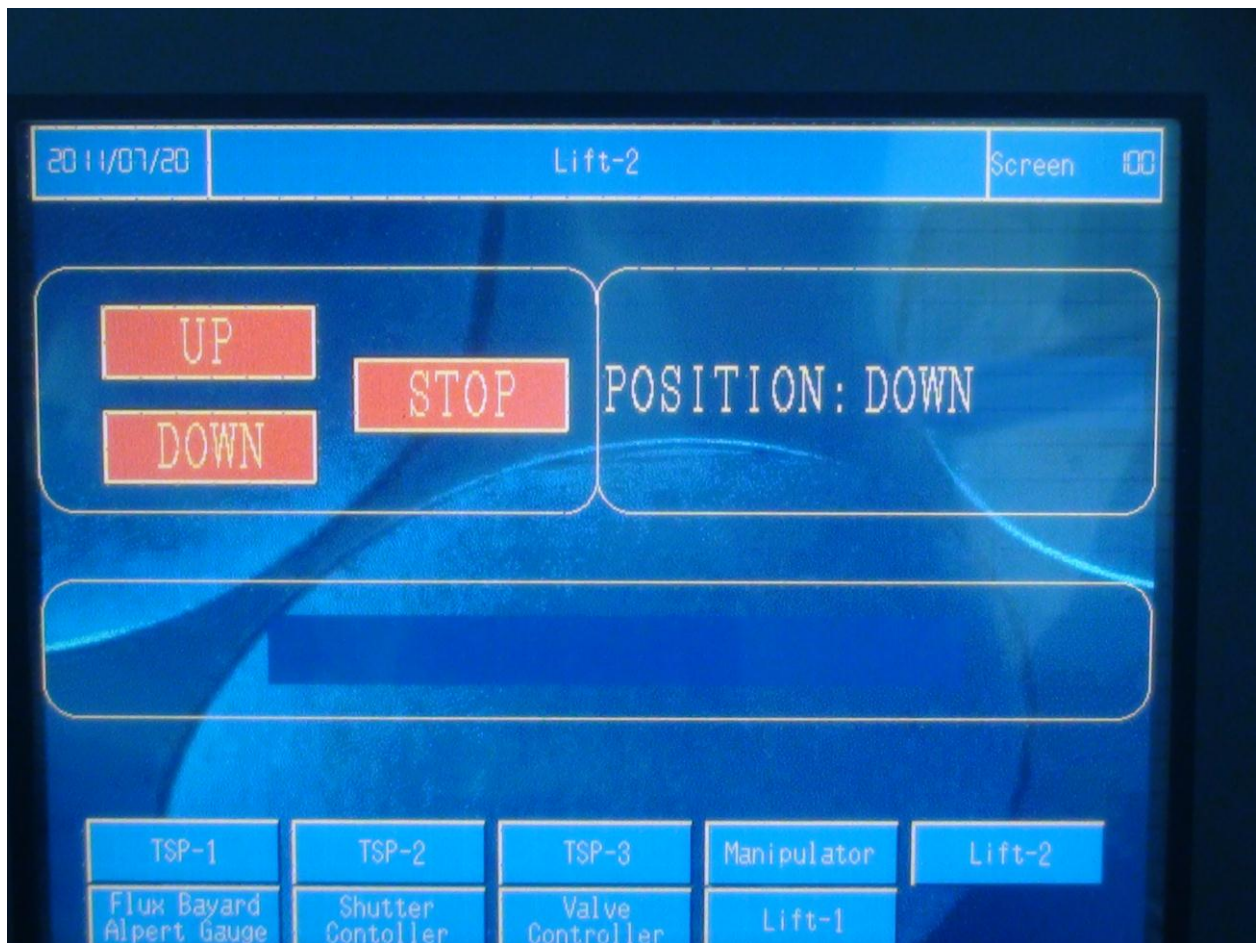 2011/07/20
Lift-2
Screen 100
UP
DOWN
STOP
POSITION: DOWN
TSP-1
TSP-2
TSP-3
Manipulator
Lift-2
Flux Bayard
Alpert Gauge
Shutter
Contoller
Valve
Controller
Lift-1